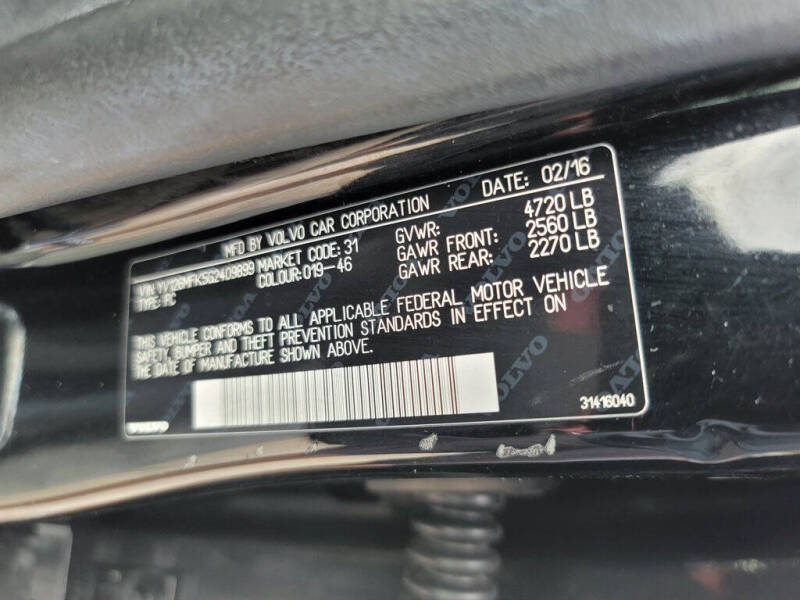 MFD BY VOLVO CAR CORPORATION DATE: 02/16
VIN: YV126MFK5G2409899 MARKET CODE: 31 GVWR: 4720 LB
TYPE: PC COLOUR:019-46 GAWR FRONT: 2560 LB
GAWR REAR: 2270 LB
THIS VEHICLE CONFORMS TO ALL APPLICABLE FEDERAL MOTOR VEHICLE
SAFETY, BUMPER AND THEFT PREVENTION STANDARDS IN EFFECT ON
DATE OF MANUFACTURE SHOWN ABOVE.
VOLVO
31416040